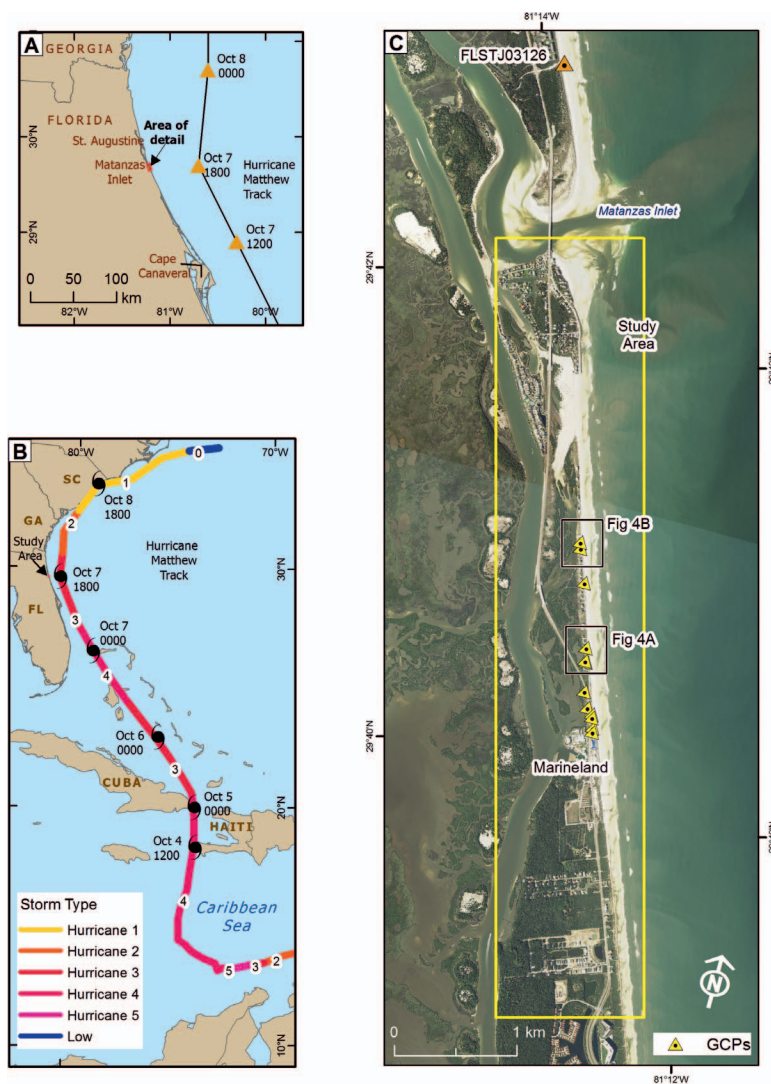 A
GEORGIA
FLORIDA
St. Augustine
Area of
detail
Matanzas
Inlet
Oct 8
0000
Oct 7
1800
Hurricane
Matthew
Track
Oct 7
1200
Cape
Canavera
30°N
29°N
0 50 100
km
82°W 81°W 80°W
B
80°W 70°W
SC
GA
FL
Study
Area
0
1
2
Oct 8
1800
Hurricane
Matthew
Track
Oct 7
1800
30°N
3
Oct 7
0000
4
Oct 6
0000
3
CUBA
Oct 5
0000
20°N
HAITI
Oct 4
1200
4
Caribbean
Sea
5 3 2
10°N
Storm Type
Hurricane 1
Hurricane 2
Hurricane 3
Hurricane 4
Hurricane 5
Low
C
81°14'
FLSTJ03126
Matanzas Inlet
29°42'
Study
Area
Fig 4B
Fig 4A
29°40'
Marineland
N
0 1 km
GCPs
81°12'